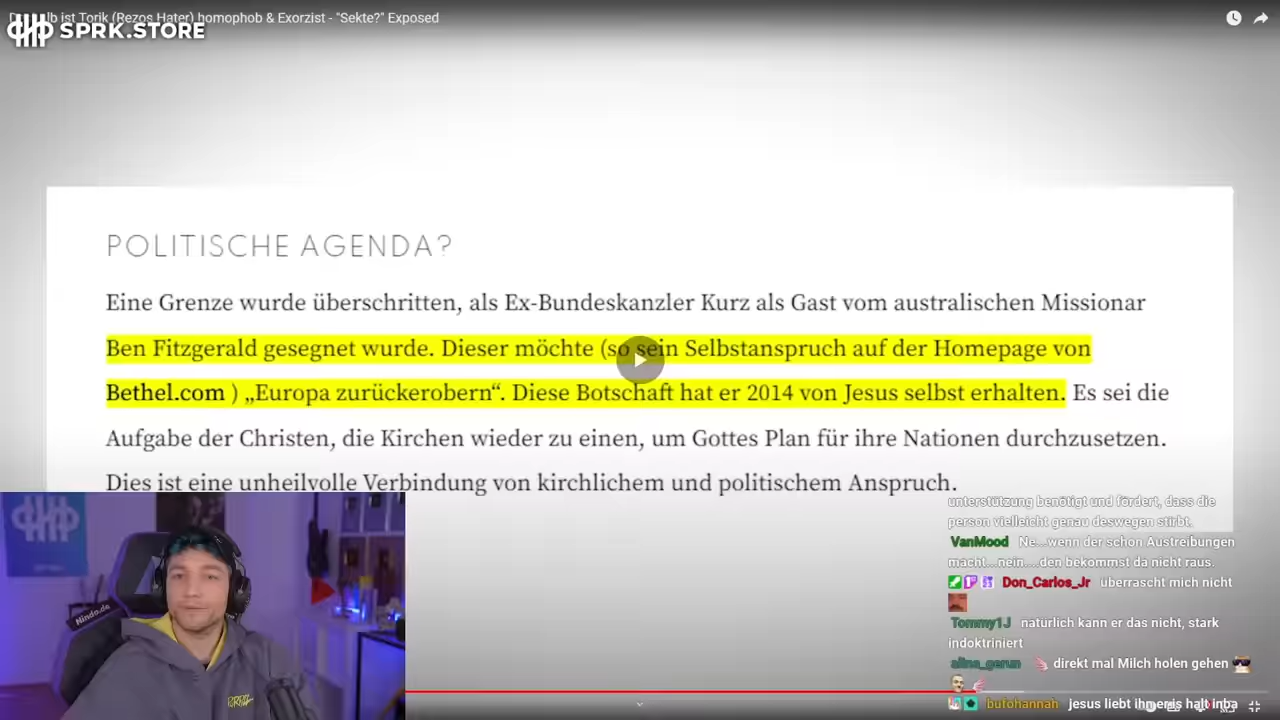 ist Torik (Rezos Hater) homophob & Exorzist - "Sekte?" Exposed
SPRK.STORE
POLITISCHE AGENDA?
Eine Grenze wurde überschritten, als Ex-Bundeskanzler Kurz als Gast vom australischen Missionar
Ben Fitzgerald gesegnet wurde. Dieser möchte (so sein Selbstanspruch auf der Homepage von
Bethel.com ) „Europa zurückerobern“. Diese Botschaft hat er 2014 von Jesus selbst erhalten. Es sei die
Aufgabe der Christen, die Kirchen wieder zu einen, um Gottes Plan für ihre Nationen durchzusetzen.
Dies ist eine unheilvolle Verbindung von kirchlichem und politischem Anspruch.
Nindo.de
unterstützung benötigt und fördert, dass die
person vielleicht genau deswegen stirbt.
VanMood Ne...wenn der schon Austreibungen
macht...nein....den bekommst da nicht raus.
Don_Carlos_Jr überrascht mich nicht
Tommy1J natürlich kann er das nicht, stark
indoktriniert
alina_gerun direkt mal Milch holen gehen
bufohannah jesus liebt ihn